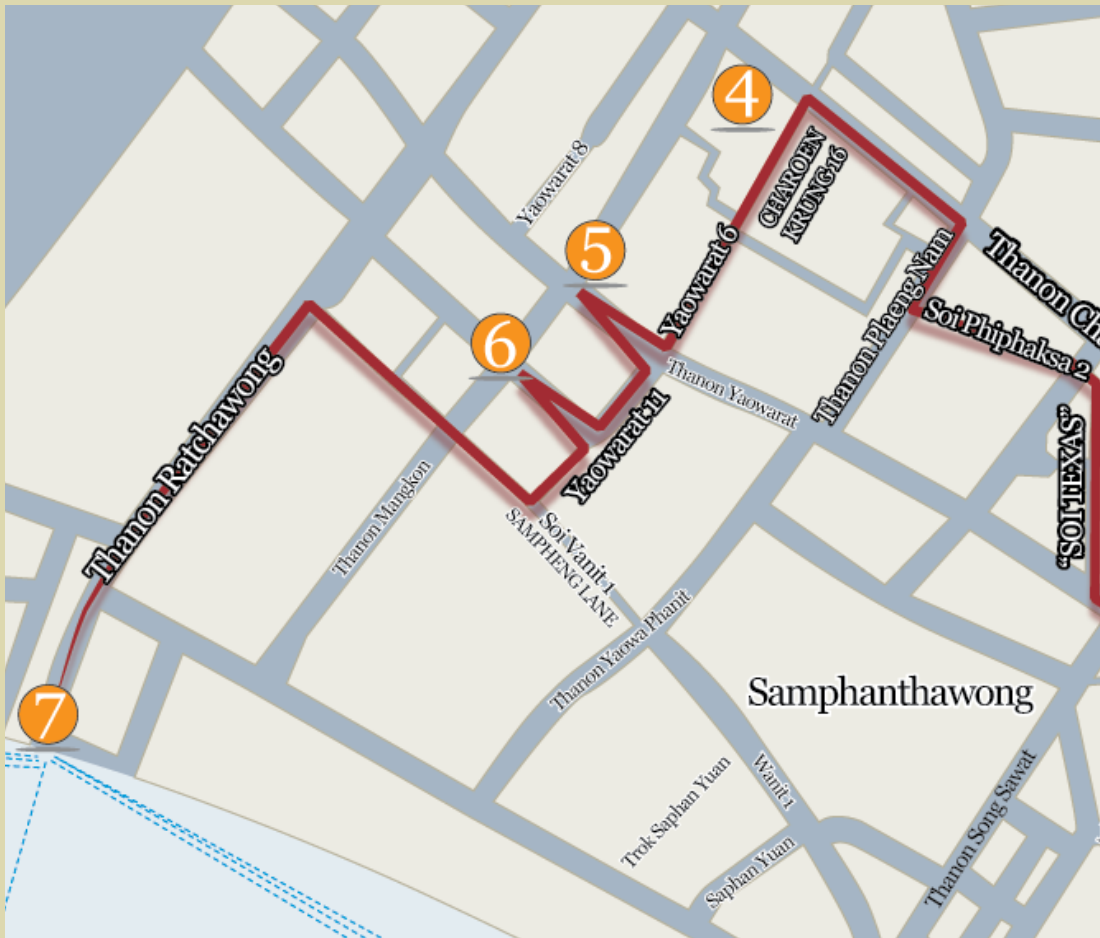 4
CHAROEN
KRUNG 16
Yaowarat 8
5
Yaowarat 6
Thanon Plaeng Nam
Thanon Ch
Soi Phiphaksa 2
6
Thanon Yaowarat
Yaowarat 11
"SOI TEXAS"
Thanon Ratchawong
Thanon Mangkon
Soi Vanit 1
SAMPHENG LANE
Thanon Yaowa Phanit
Samphanthawong
7
Wanit 1
Trok Saphan Yuan
Saphan Yuan
Thanon Song Sawat